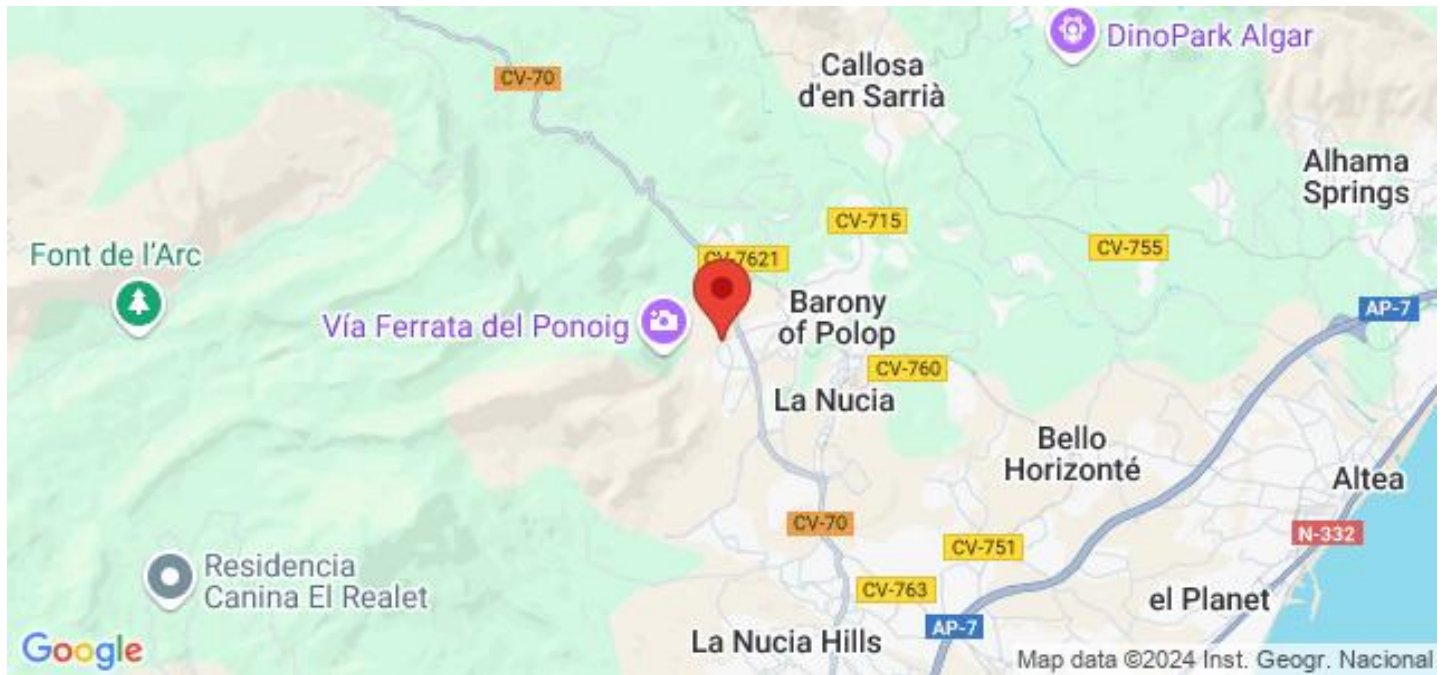 DinoPark Algar
Callosa
d'en Sarrià
CV-70
Alhama
Springs
CV-715
CV-755
Font de l'Arc
CV-7621
Barony
of Polop
AP-7
Vía Ferrata del Ponoig
CV-760
La Nucia
Bello
Horizonté
Altea
CV-70
N-332
CV-751
Residencia
Canina El Realet
CV-763
el Planet
AP-7
La Nucia Hills
Google
Map data ©2024 Inst. Geogr. Nacional